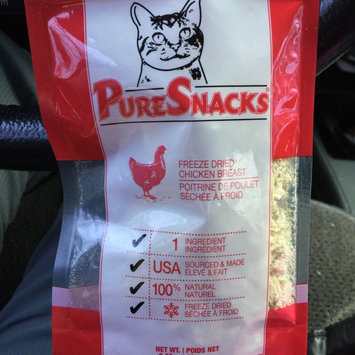 PURESNACKS®
FREEZE DRIED
CHICKEN BREAST
POITRINE DE POULET
SÉCHÉE À FROID
1 INGREDIENT
INGRÉDIENT
USA SOURCED & MADE
ÉLEVÉ & FAIT
100% NATURAL
NATUREL
FREEZE DRIED
SÉCHÉE À FROID
NET WT. | POIDS NET